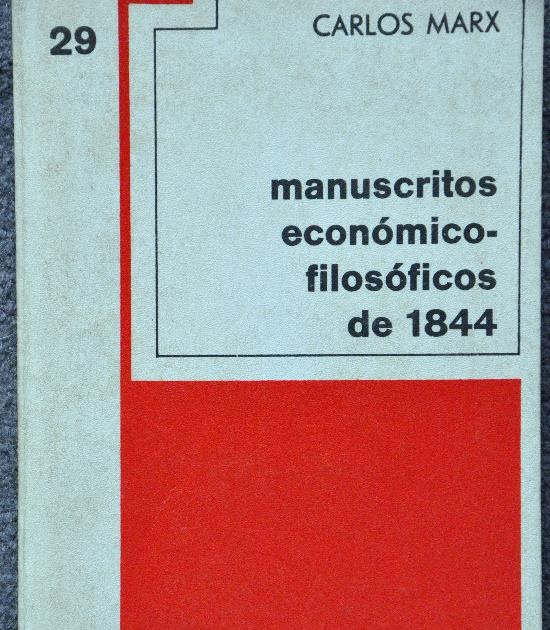 29
CARLOS MARX
manuscritos
económico-
filosóficos
de 1844